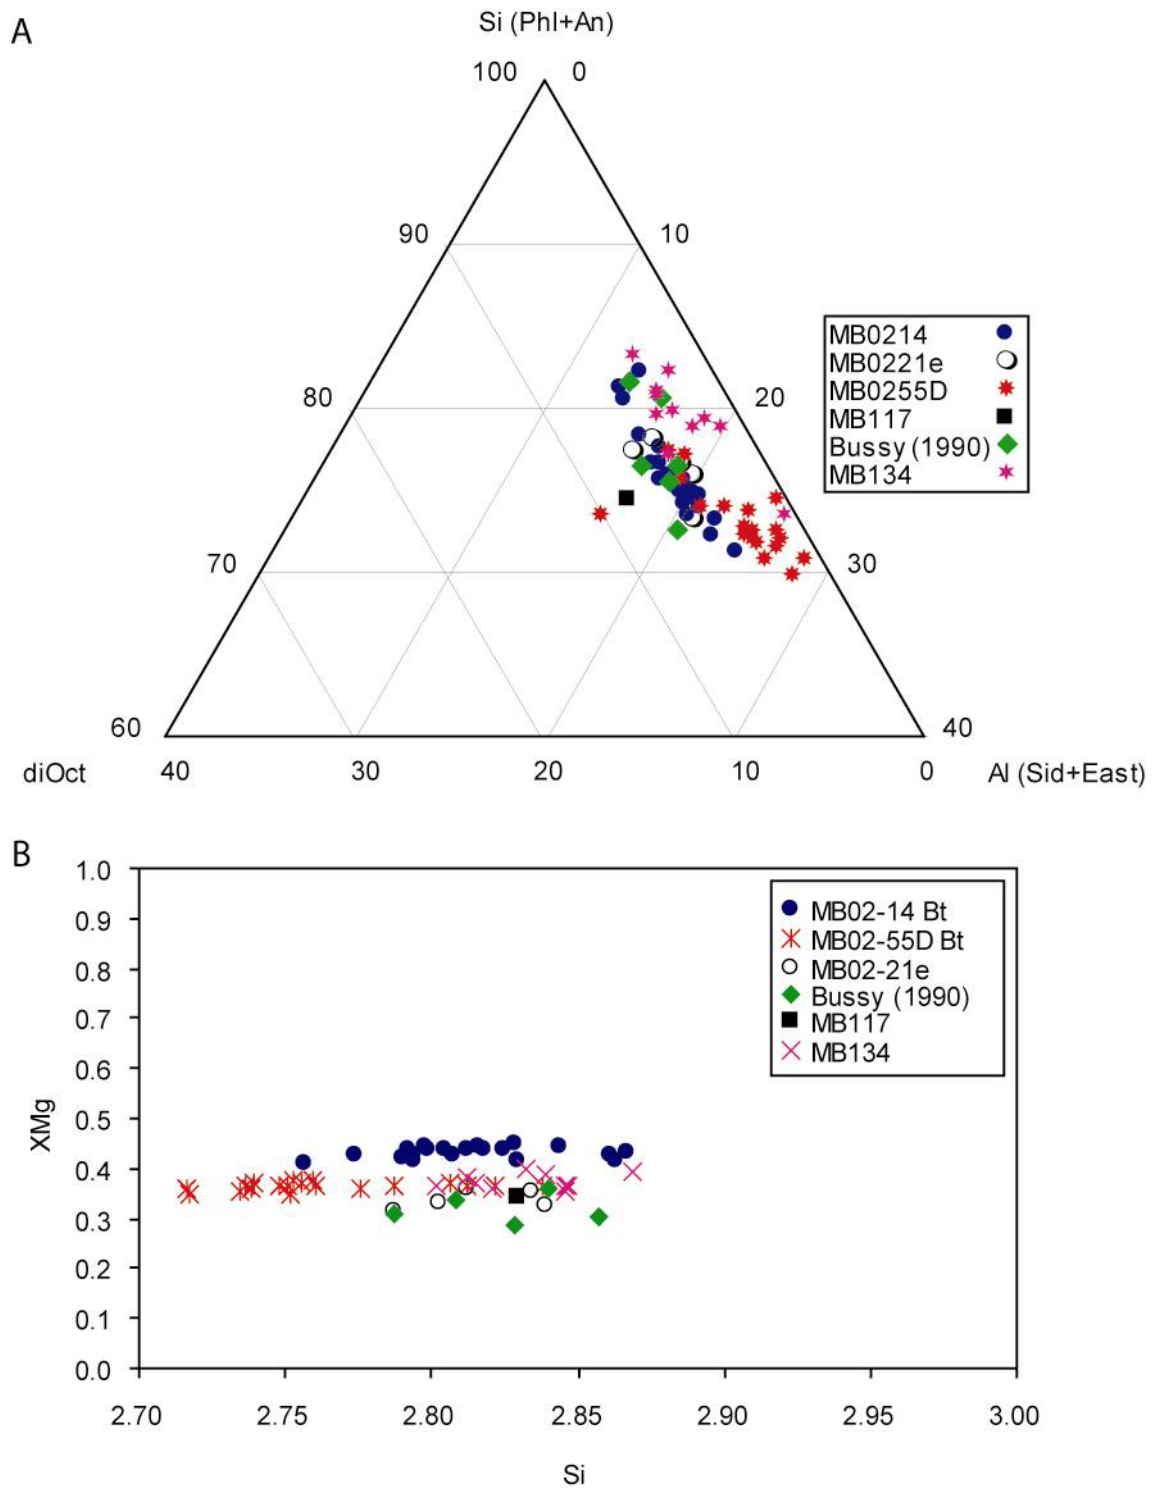 A
Si (Phl+An)
100 0
90 10
80 20
70 30
60 40
diOct 40 30 20 10 0 Al (Sid+East)
MB0214
MB0221e
MB0255D
MB117
Bussy (1990)
MB134
B
1.0
0.9
0.8
0.7
0.6
0.5
0.4
0.3
0.2
0.1
0.0
XMg
MB02-14 Bt
MB02-55D Bt
MB02-21e
Bussy (1990)
MB117
MB134
2.70 2.75 2.80 2.85 2.90 2.95 3.00
Si